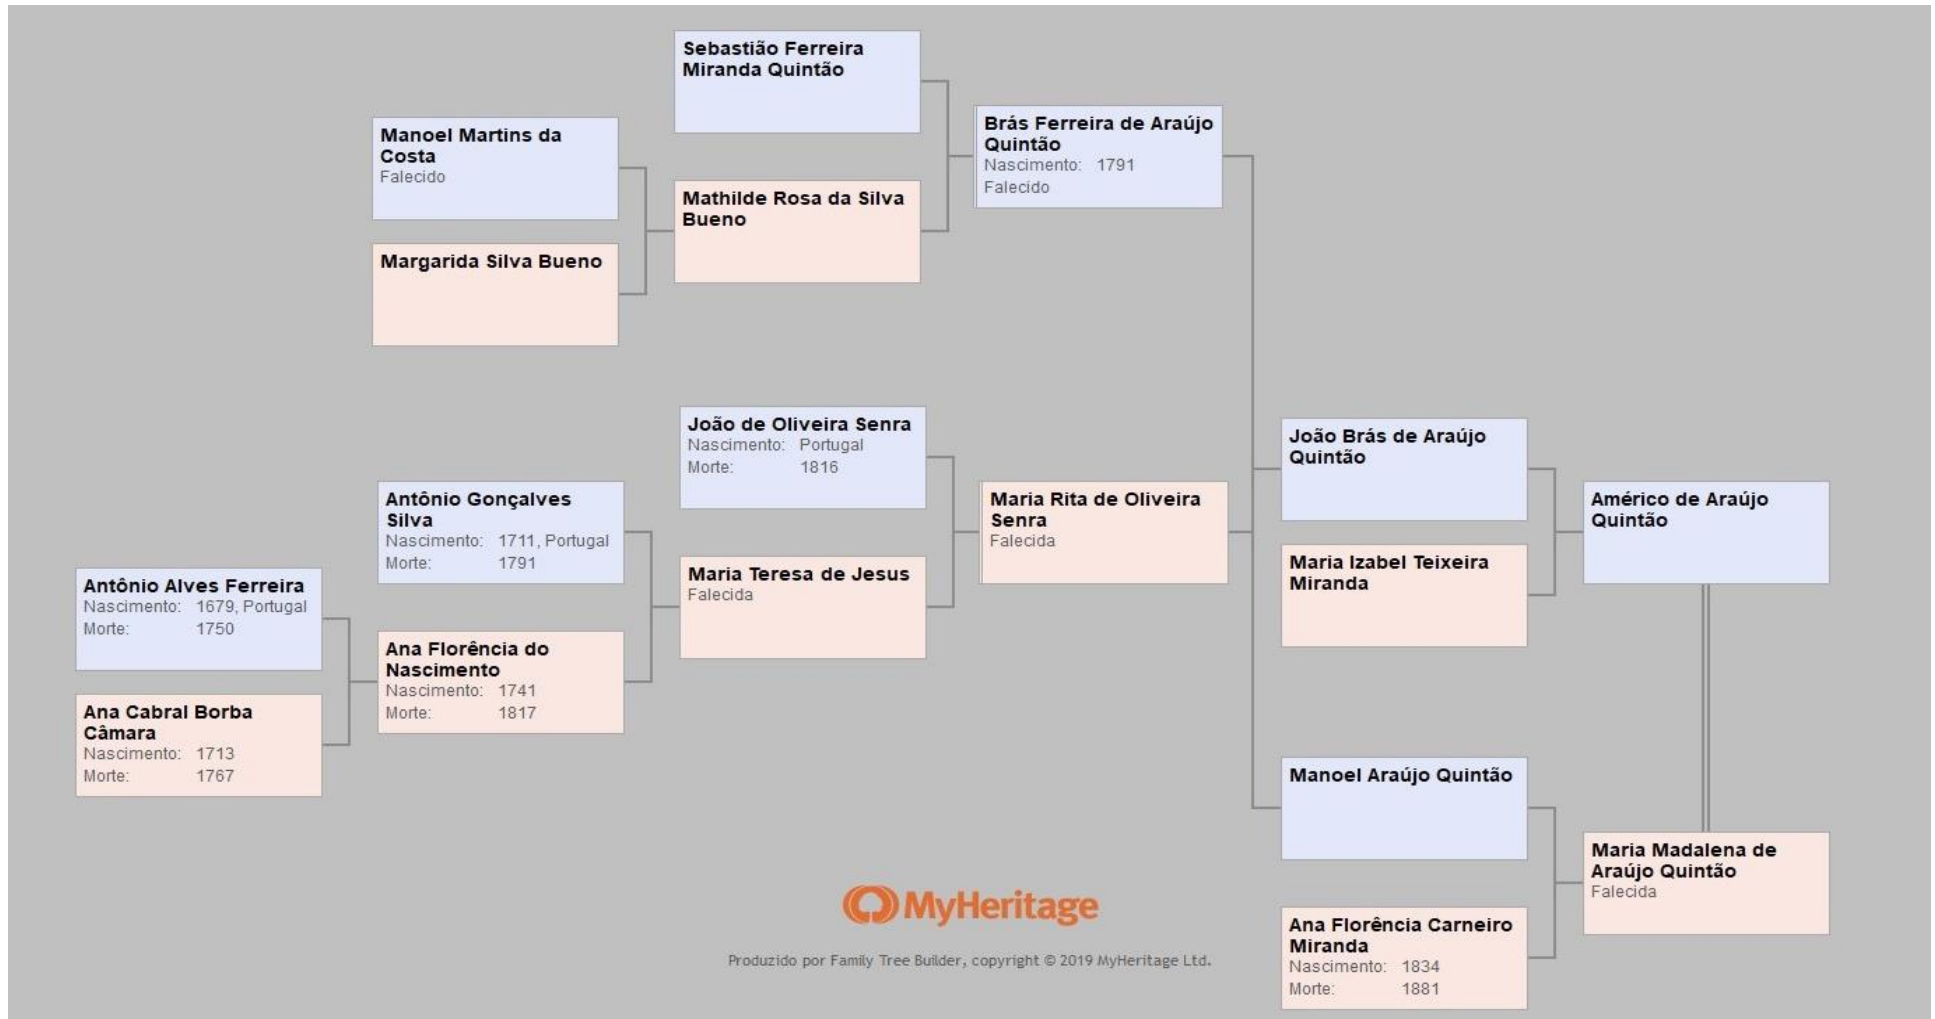 Sebastião Ferreira
Miranda Quintão
Manoel Martins da
Costa
Falecido
Brás Ferreira de Araújo
Quintão
Nascimento: 1791
Falecido
Mathilde Rosa da Silva
Bueno
Margarida Silva Bueno
João de Oliveira Senra
Nascimento: Portugal
Morte: 1816
João Brás de Araújo
Quintão
Antônio Gonçalves
Silva
Nascimento: 1711, Portugal
Morte: 1791
Maria Rita de Oliveira
Senra
Falecida
Américo de Araújo
Quintão
Maria Izabel Teixeira
Miranda
Maria Teresa de Jesus
Falecida
Antônio Alves Ferreira
Nascimento: 1679, Portugal
Morte: 1750
Ana Florência do
Nascimento
Nascimento: 1741
Morte: 1817
Ana Cabral Borba
Câmara
Nascimento: 1713
Morte: 1767
Manoel Araújo Quintão
Maria Madalena de
Araújo Quintão
Falecida
Ana Florência Carneiro
Miranda
Nascimento: 1834
Morte: 1881
MyHeritage
Produzido por Family Tree Builder, copyright © 2019 MyHeritage Ltd.